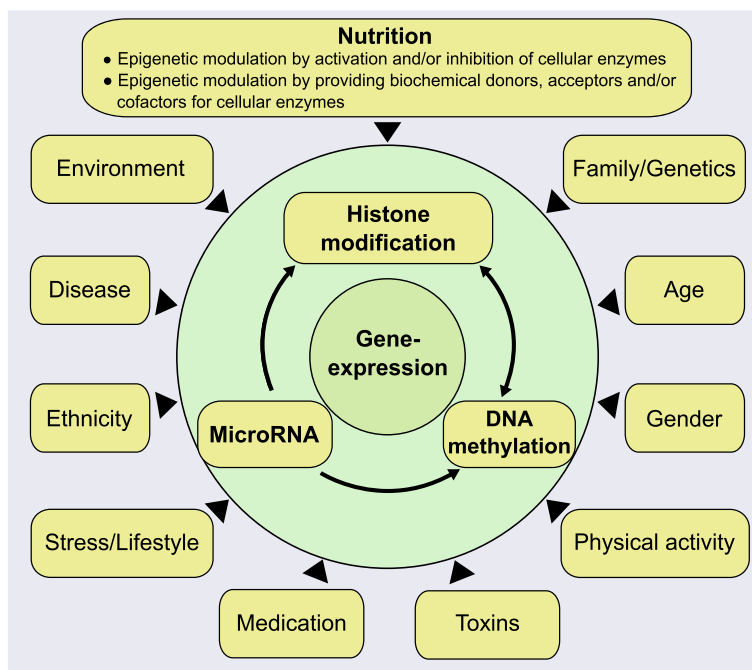 Nutrition
● Epigenetic modulation by activation and/or inhibition of cellular enzymes
● Epigenetic modulation by providing biochemical donors, acceptors and/or
cofactors for cellular enzymes
Environment
Family/Genetics
Histone
modification
Disease
Age
Gene-
expression
Ethnicity
MicroRNA
DNA
methylation
Gender
Stress/Lifestyle
Physical activity
Medication
Toxins